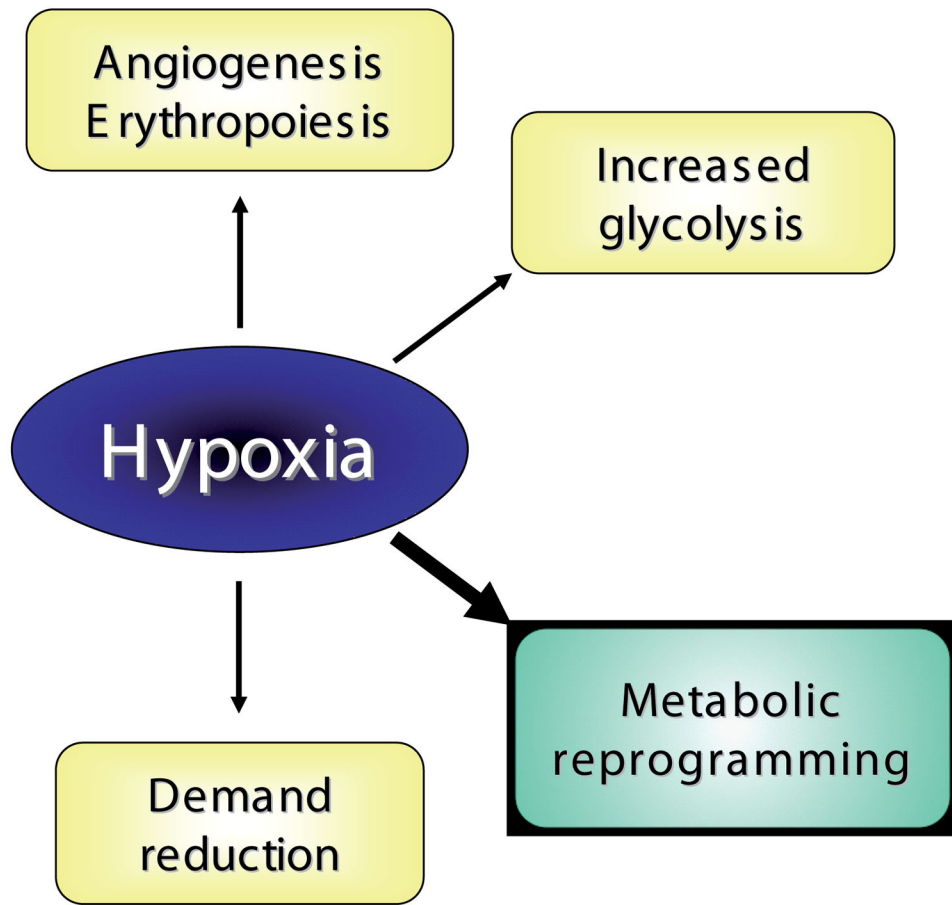 Angiogenesis
Erythropoiesis
Increased
glycolysis
Hypoxia
Metabolic
reprogramming
Demand
reduction